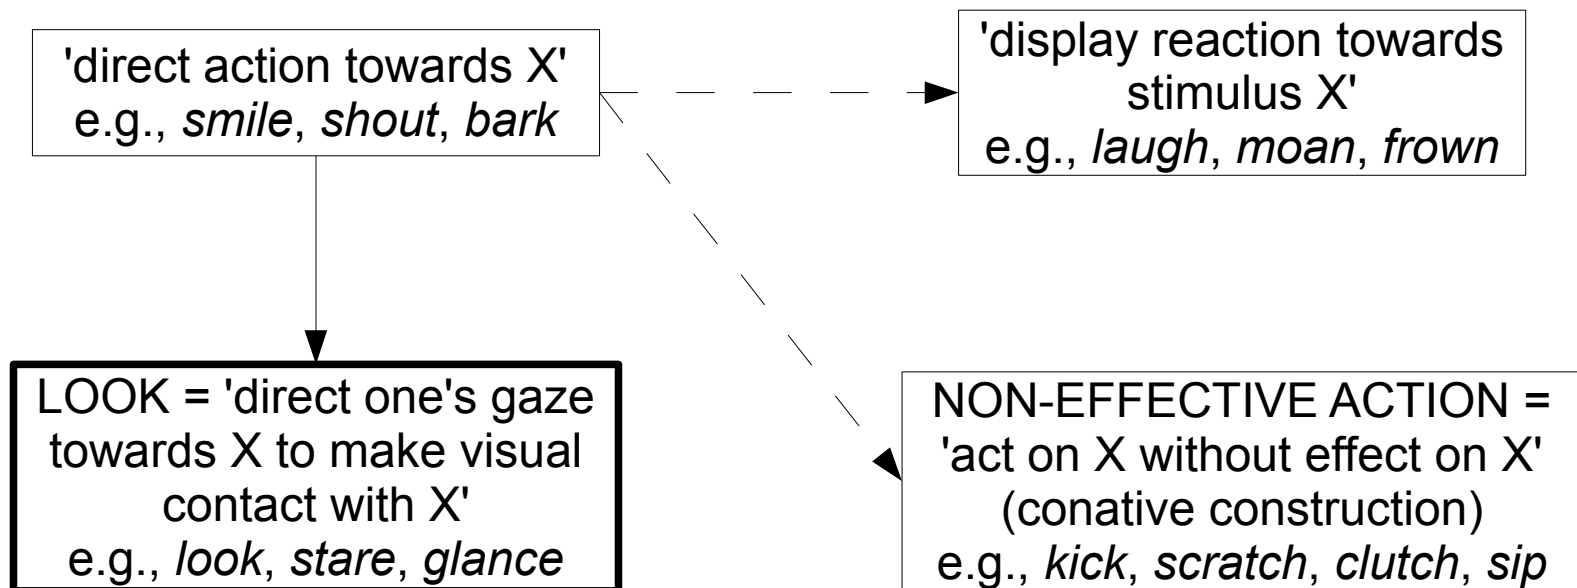 'direct action towards X'
e.g., smile, shout, bark
'display reaction towards
stimulus X'
e.g., laugh, moan, frown
LOOK = 'direct one's gaze
towards X to make visual
contact with X'
e.g., look, stare, glance
NON-EFFECTIVE ACTION =
'act on X without effect on X'
(conative construction)
e.g., kick, scratch, clutch, sip